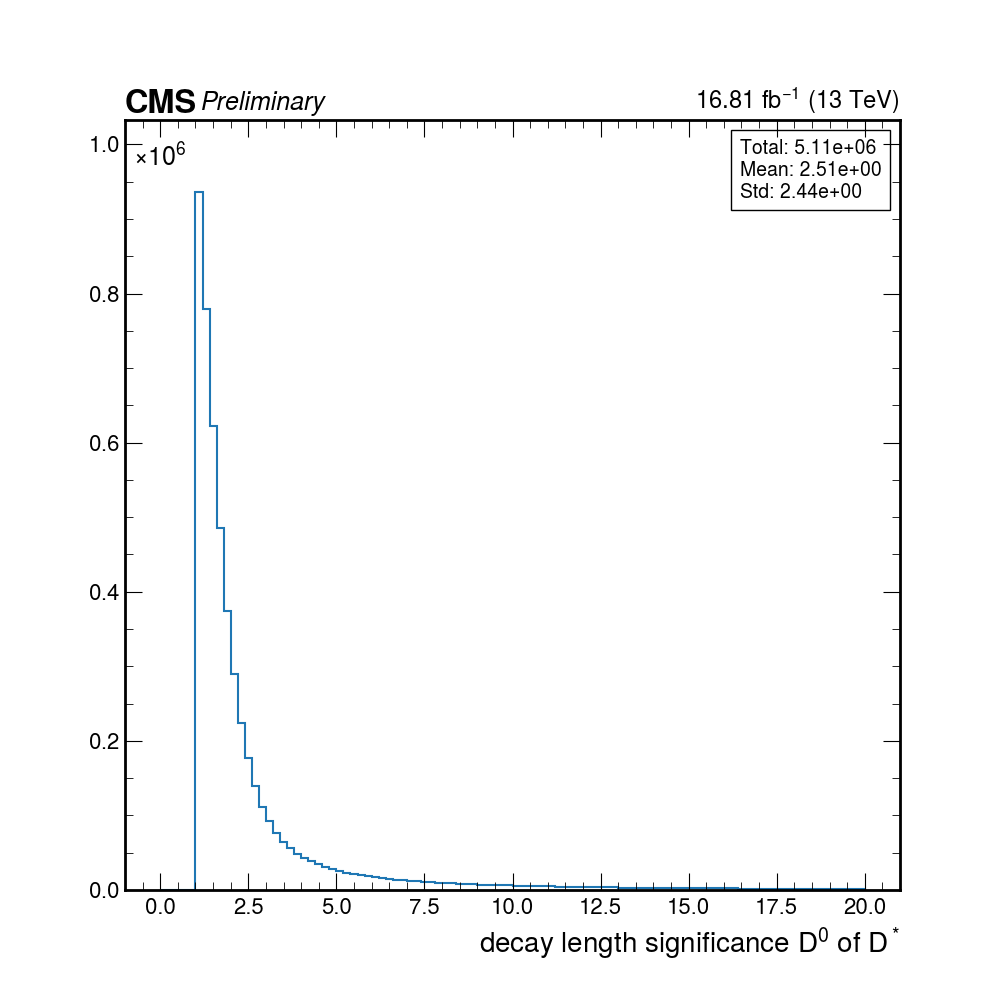 CMS Preliminary 16.81 fb⁻¹ (13 TeV)
×10⁶
Total: 5.11e+06
Mean: 2.51e+00
Std: 2.44e+00
1.0
0.8
0.6
0.4
0.2
0.0
0.0 2.5 5.0 7.5 10.0 12.5 15.0 17.5 20.0
decay length significance D⁰ of D*